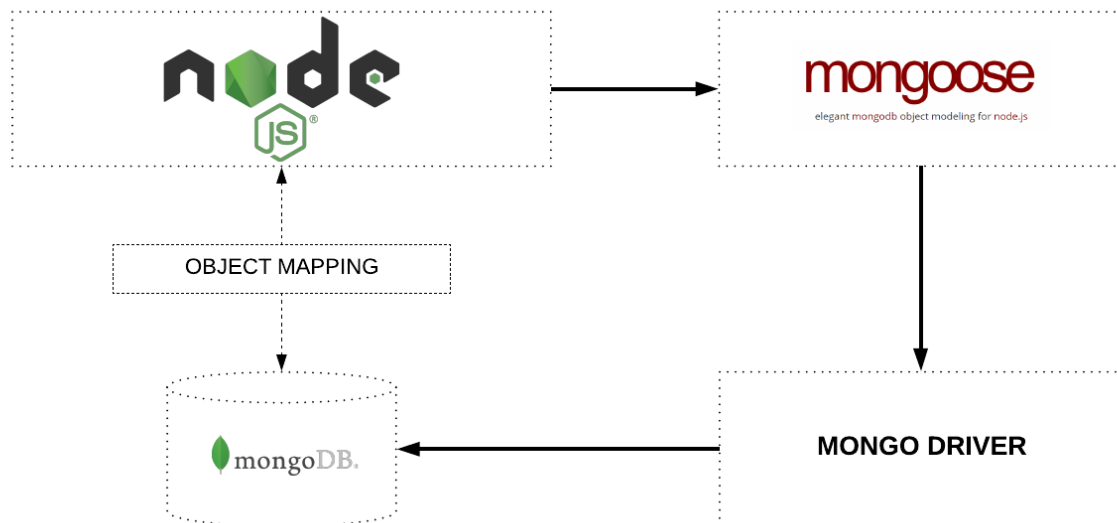 node
JS®
mongoose
elegant mongodb object modeling for node.js
OBJECT MAPPING
mongoDB.
MONGO DRIVER